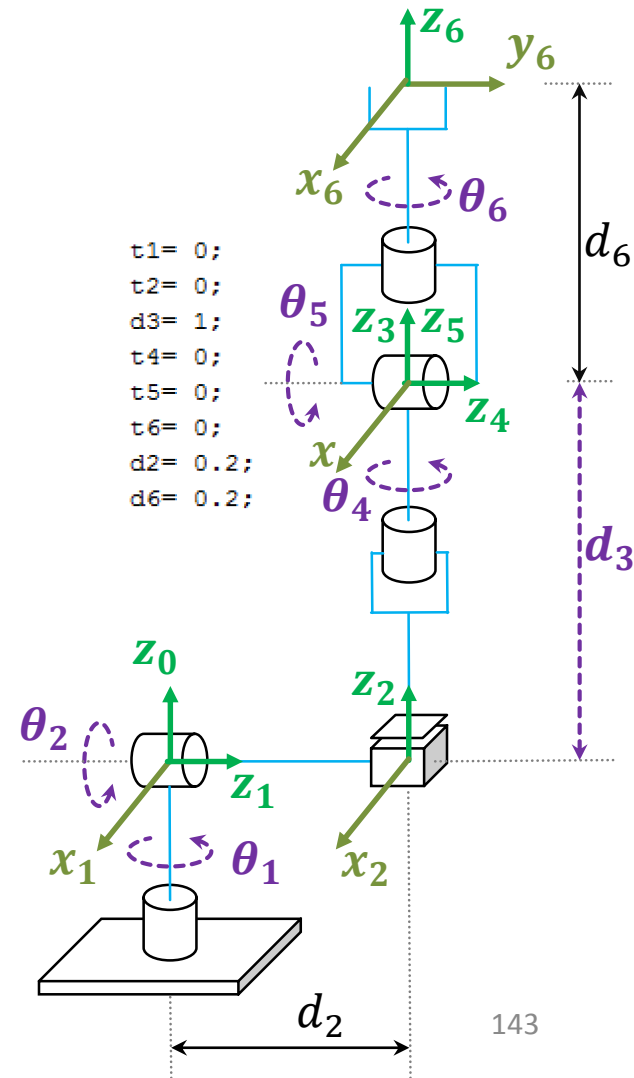 z₆
y₆
x₆
θ₆
d₆
t1= 0;
t2= 0;
d3= 1;
t4= 0;
t5= 0;
t6= 0;
d2= 0.2;
d6= 0.2;
θ₅
z₃ z₅
z₄
x
θ₄
d₃
z₀
z₂
θ₂
z₁
x₁
θ₁
x₂
d₂
143